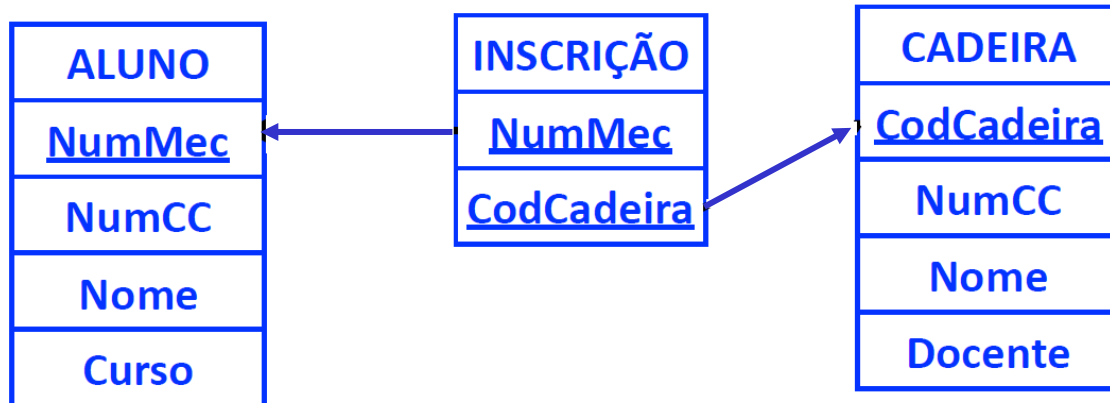 ALUNO
NumMec
NumCC
Nome
Curso
INSCRIÇÃO
NumMec
CodCadeira
CADEIRA
CodCadeira
NumCC
Nome
Docente